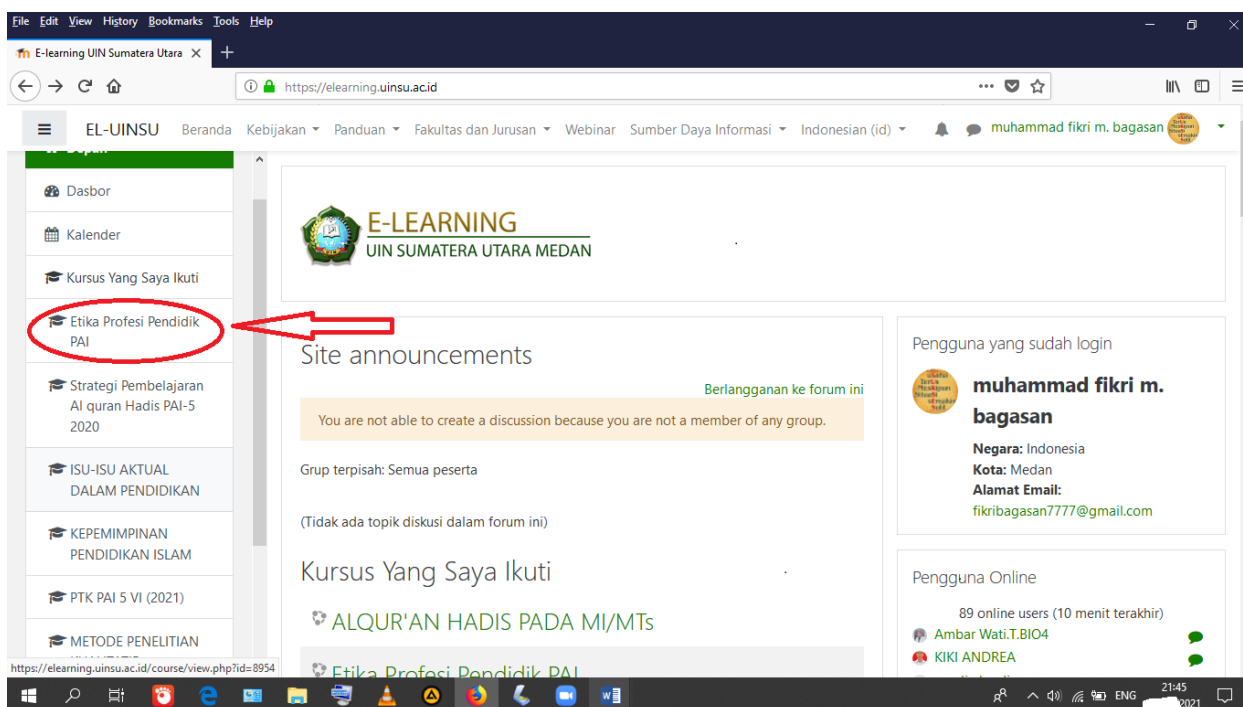 File Edit View History Bookmarks Tools Help
E-learning UIN Sumatera Utara
https://elearning.uinsu.ac.id
EL-UINSU Beranda Kebijakan Panduan Fakultas dan Jurusan Webinar Sumber Daya Informasi Indonesian (id) muhammad fikri m. bagasan
Depan
Dasbor
Kalender
Kursus Yang Saya Ikuti
Etika Profesi Pendidik
PAI
Strategi Pembelajaran
Al quran Hadis PAI-5
2020
ISU-ISU AKTUAL
DALAM PENDIDIKAN
KEPEMIMPINAN
PENDIDIKAN ISLAM
PTK PAI 5 VI (2021)
METODE PENELITIAN
https://elearning.uinsu.ac.id/course/view.php?id=8954
E-LEARNING
UIN SUMATERA UTARA MEDAN
Site announcements
Berlangganan ke forum ini
You are not able to create a discussion because you are not a member of any group.
Grup terpisah: Semua peserta
(Tidak ada topik diskusi dalam forum ini)
Kursus Yang Saya Ikuti
ALQUR'AN HADIS PADA MI/MTs
Etika Profesi Pendidik PAI
Pengguna yang sudah login
muhammad fikri m.
bagasan
Negara: Indonesia
Kota: Medan
Alamat Email:
fikribagasan7777@gmail.com
Pengguna Online
89 online users (10 menit terakhir)
Ambar Wati.T.BIO4
KIKI ANDREA
ENG
21:45
2021